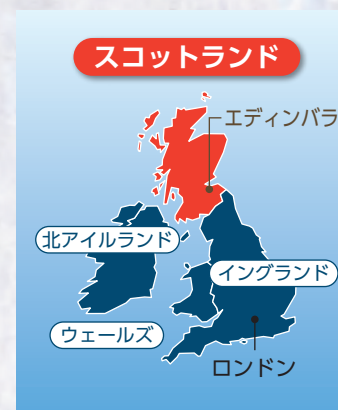 スコットランド
エディンバラ
北アイルランド
イングランド
ウェールズ
ロンドン